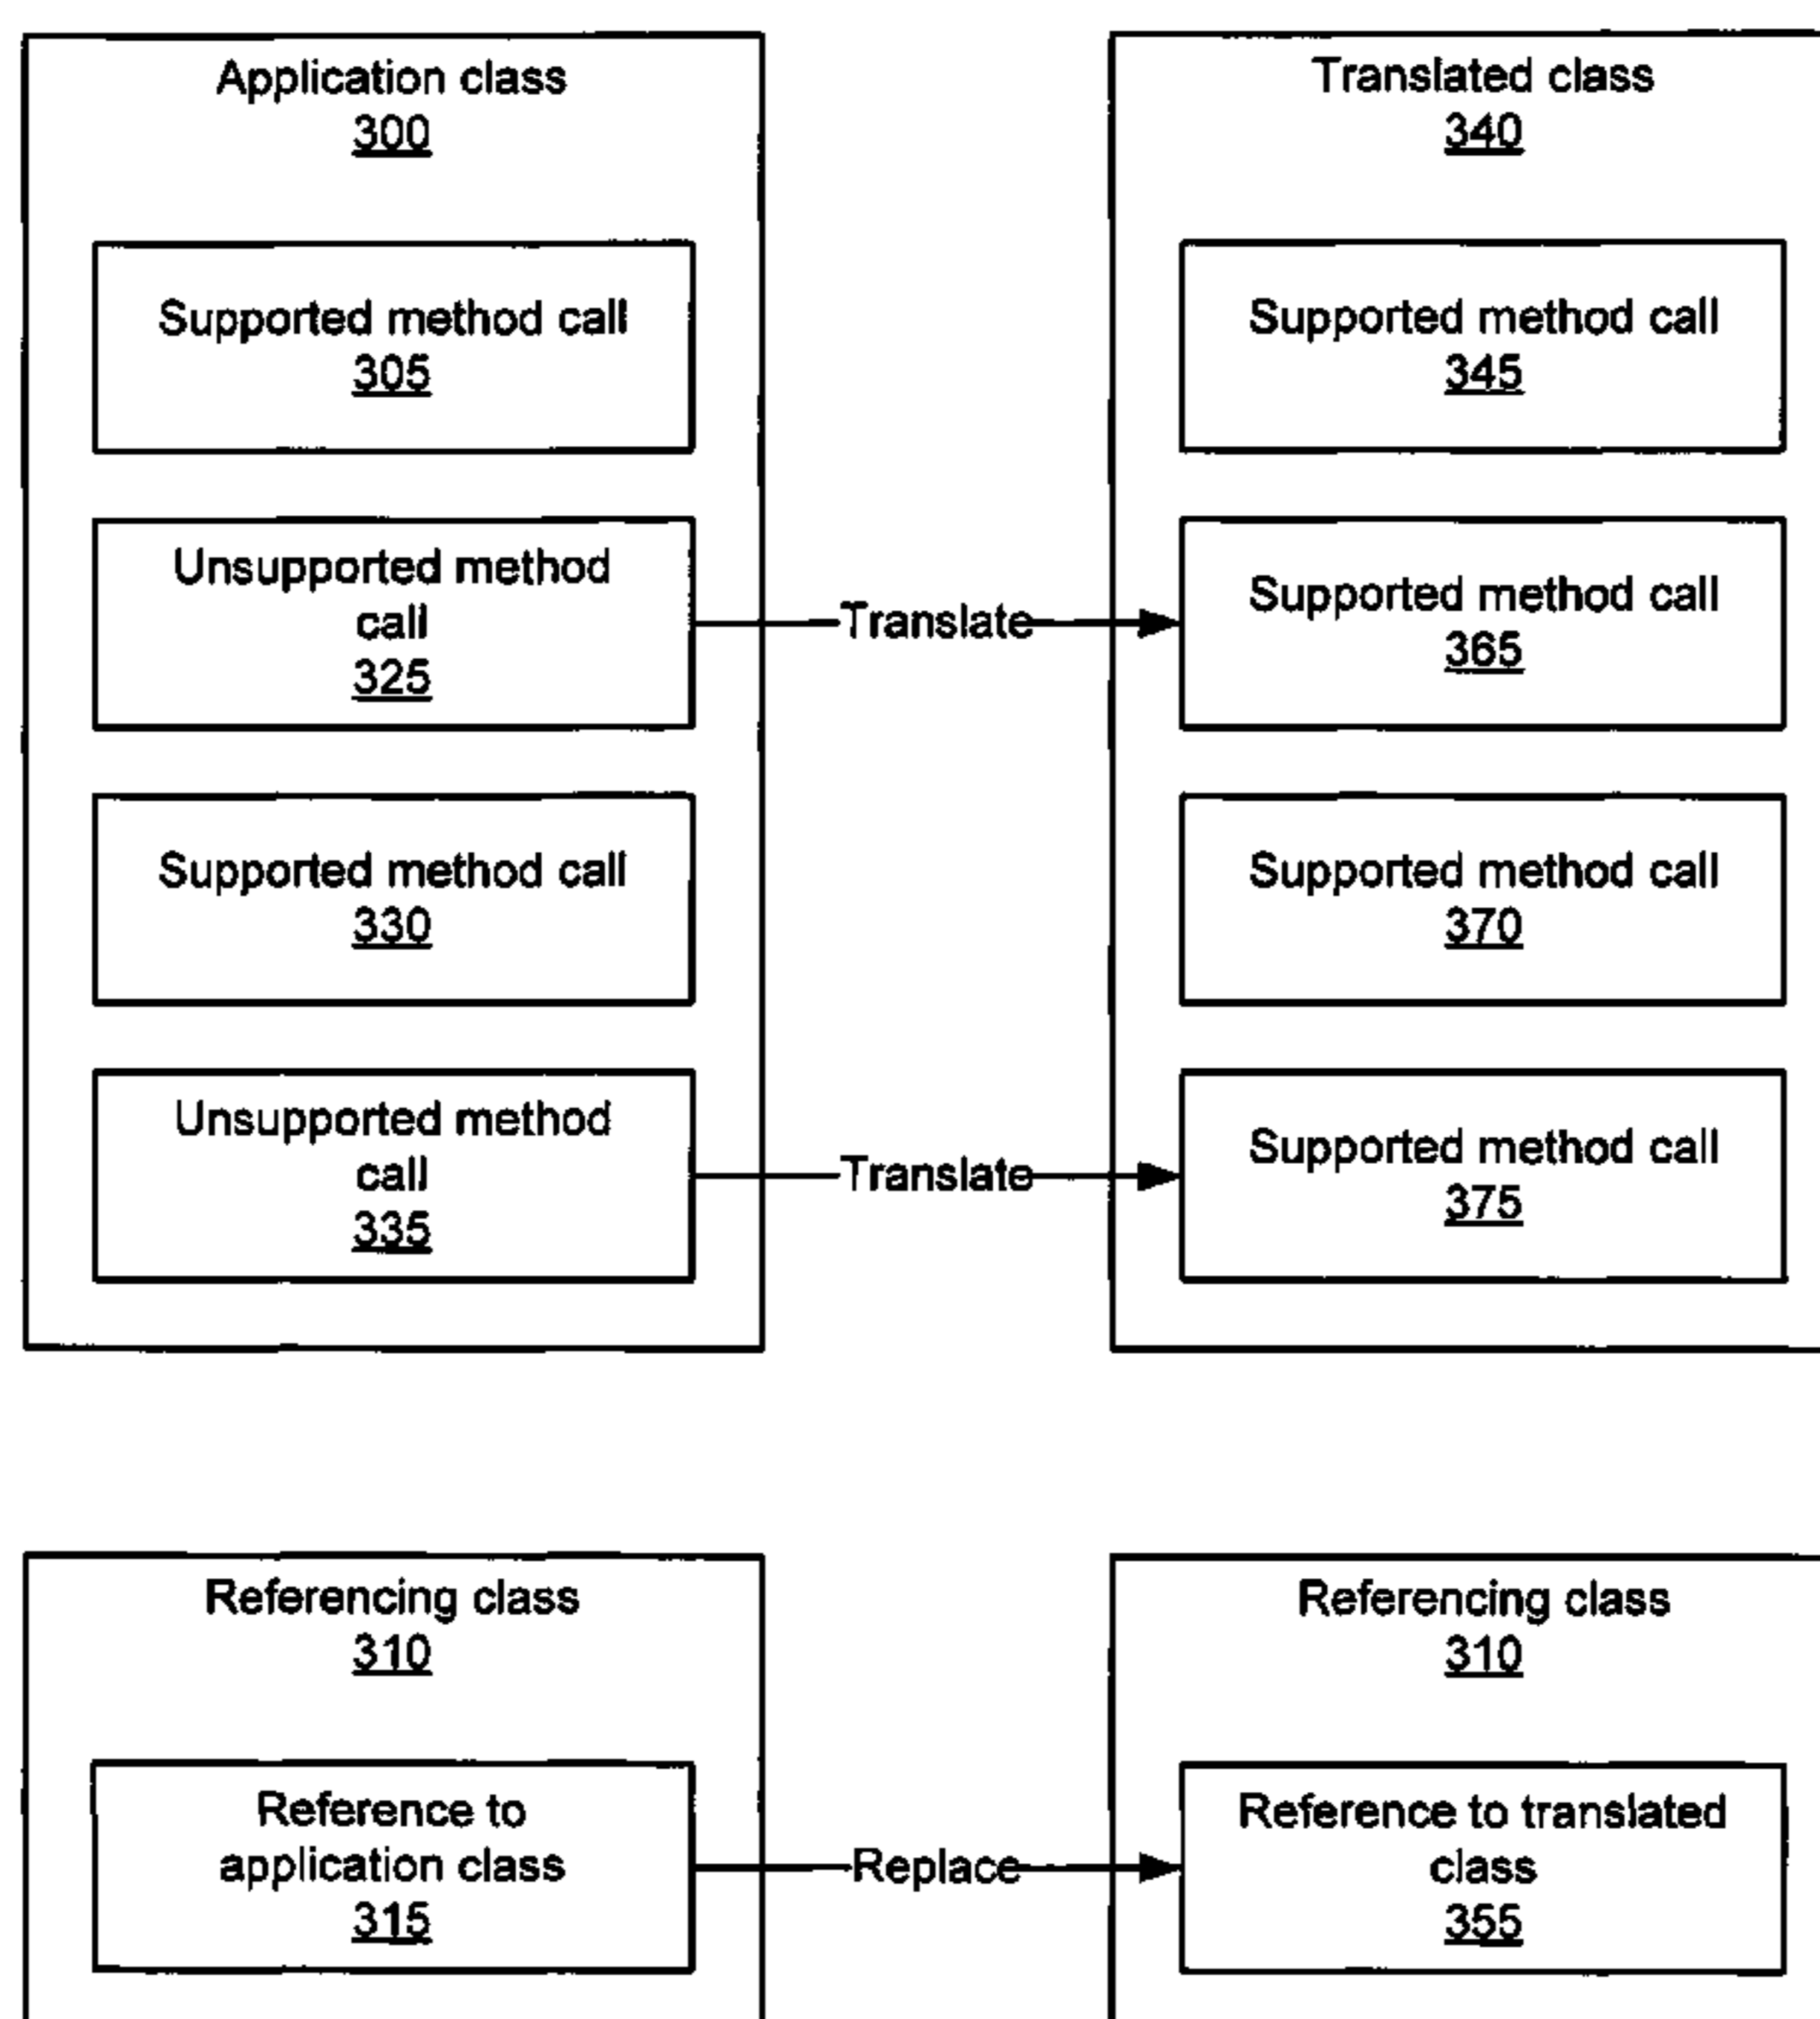 Application class
300
Supported method call
305
Unsupported method
call
325
Supported method call
330
Unsupported method
call
335
Translate
Translate
Translated class
340
Supported method call
345
Supported method call
365
Supported method call
370
Supported method call
375
Referencing class
310
Reference to
application class
315
Replace
Referencing class
310
Reference to translated
class
355